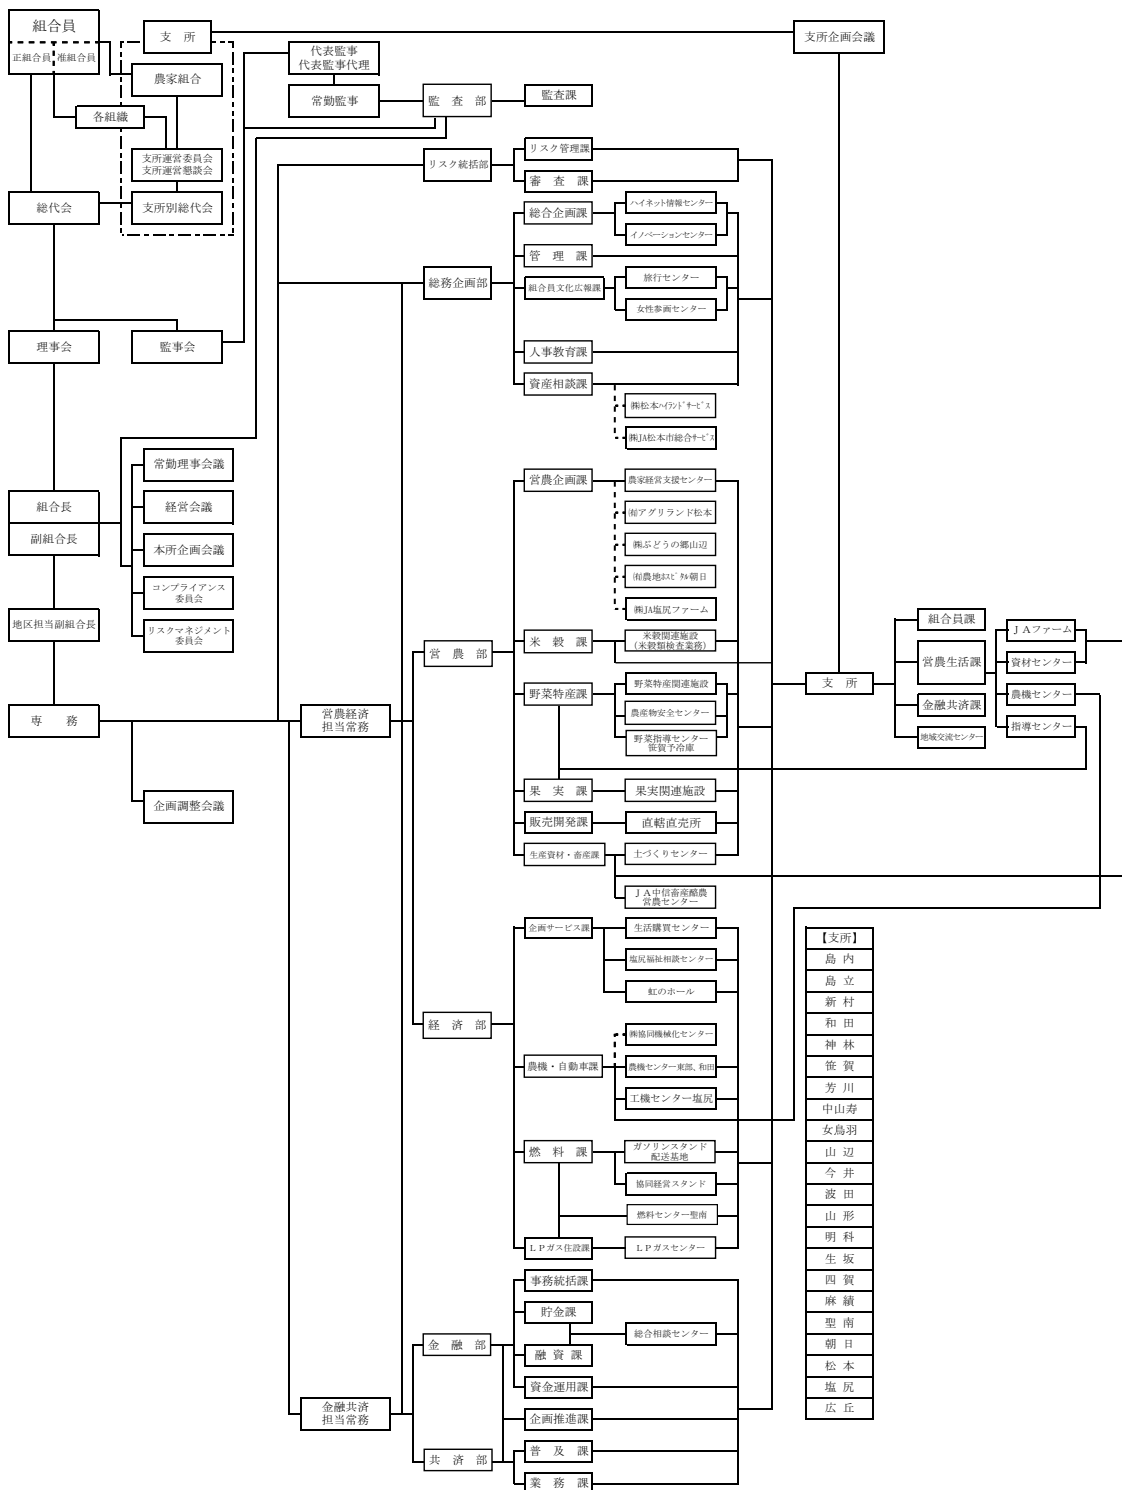 組合員
正組合員
准組合員
支　所
農家組合
各組織
支所運営委員会
支所運営懇談会
総代会
支所別総代会
理事会
監事会
代表監事
代表監事代理
常勤監事
監　査　部
監査課
支所企画会議
組合長
副組合長
地区担当副組合長
専　　務
常勤理事会議
経営会議
本所企画会議
コンプライアンス
委員会
リスクマネジメント
委員会
企画調整会議
営農経済
担当常務
金融共済
担当常務
リスク統括部
リスク管理課
審　査　課
総務企画部
総合企画課
ハイネット情報センター
イノベーションセンター
管　理　課
組合員文化広報課
旅行センター
女性参画センター
人事教育課
資産相談課
㈱松本ﾊｲﾗﾝﾄﾞｻｰﾋﾞｽ
㈱JA松本市総合ｻｰﾋﾞｽ
営　農　部
営農企画課
農家経営支援センター
㈲アグリランド松本
㈱ぶどうの郷山辺
㈲農地ﾎｽﾋﾟﾀﾙ朝日
㈱JA塩尻ファーム
米　穀　課
米穀関連施設
（米穀類検査業務）
野菜特産課
野菜特産関連施設
農産物安全センター
野菜指導センター
笹賀予冷庫
果　実　課
果実関連施設
販売開発課
直轄直売所
生産資材・畜産課
土づくりセンター
ＪＡ中信畜産酪農
営農センター
経　済　部
企画サービス課
生活購買センター
塩尻福祉相談センター
虹のホール
㈱協同機械化センター
農機・自動車課
農機センター東部、和田
工機センター塩尻
燃　料　課
ガソリンスタンド
配送基地
協同経営スタンド
燃料センター聖南
ＬＰガス住設課
ＬＰガスセンター
金　融　部
事務統括課
貯金課
総合相談センター
融　資　課
資金運用課
企画推進課
共　済　部
普　及　課
業　務　課
支　所
組合員課
営農生活課
金融共済課
地域交流センター
ＪＡファーム
資材センター
農機センター
指導センター
【支所】
島　内
島　立
新　村
和　田
神　林
笹　賀
芳　川
中山寿
女鳥羽
山　辺
今　井
波　田
山　形
明　科
生　坂
四　賀
麻　績
聖　南
朝　日
松　本
塩　尻
広　丘